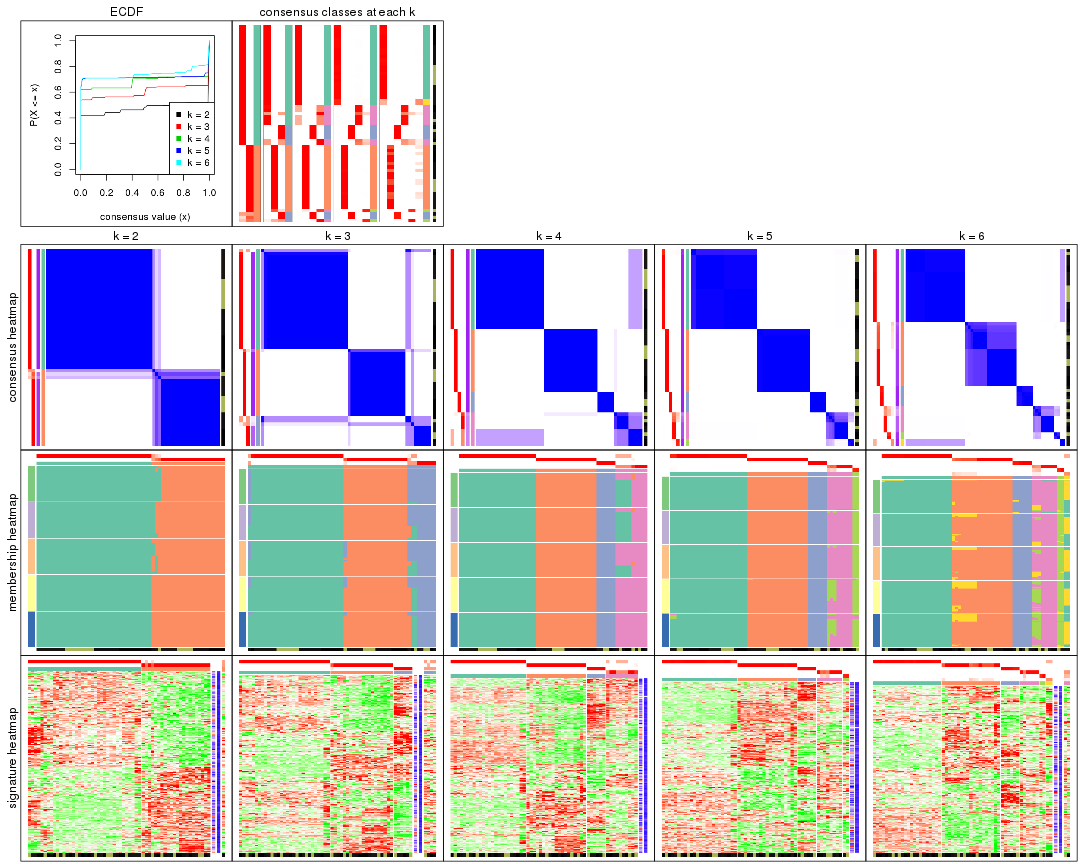 ECDF
consensus classes at each k
P(X <= x)
0.0 0.2 0.4 0.6 0.8 1.0
k = 2
k = 3
k = 4
k = 5
k = 6
0.0 0.2 0.4 0.6 0.8 1.0
consensus value (x)
k = 2
k = 3
k = 4
k = 5
k = 6
consensus heatmap
membership heatmap
signature heatmap